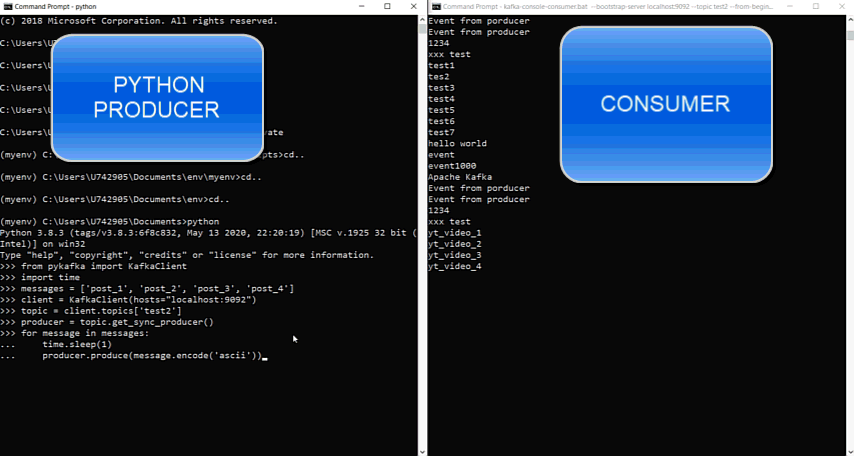 Command Prompt - python
(c) 2018 Microsoft Corporation. All rights reserved.
C:\Users\U
C:\Users\U
C:\Users\U
C:\Users\U
C:\Users\U vate
(myenv) C: pts>cd..
(myenv) C:\Users\U742905\Documents\env\myenv>cd..
(myenv) C:\Users\U742905\Documents\env>cd..
(myenv) C:\Users\U742905\Documents>python
Python 3.8.3 (tags/v3.8.3:6f8c832, May 13 2020, 22:20:19) [MSC v.1925 32 bit (
Intel)] on win32
Type "help", "copyright", "credits" or "license" for more information.
>>> from pykafka import KafkaClient
>>> import time
>>> messages = ['post_1', 'post_2', 'post_3', 'post_4']
>>> client = KafkaClient(hosts="localhost:9092")
>>> topic = client.topics['test2']
>>> producer = topic.get_sync_producer()
>>> for message in messages:
...     time.sleep(1)
...     producer.produce(message.encode('ascii'))
PYTHON
PRODUCER
Command Prompt - kafka-console-consumer.bat --bootstrap-server localhost:9092 --topic test2 --from-begin...
Event from porducer
Event from porducer
1234
xxx test
test1
tes2
test3
test4
test5
test6
test7
hello world
event
event1000
Apache Kafka
Event from porducer
Event from porducer
1234
xxx test
yt_video_1
yt_video_2
yt_video_3
yt_video_4
CONSUMER